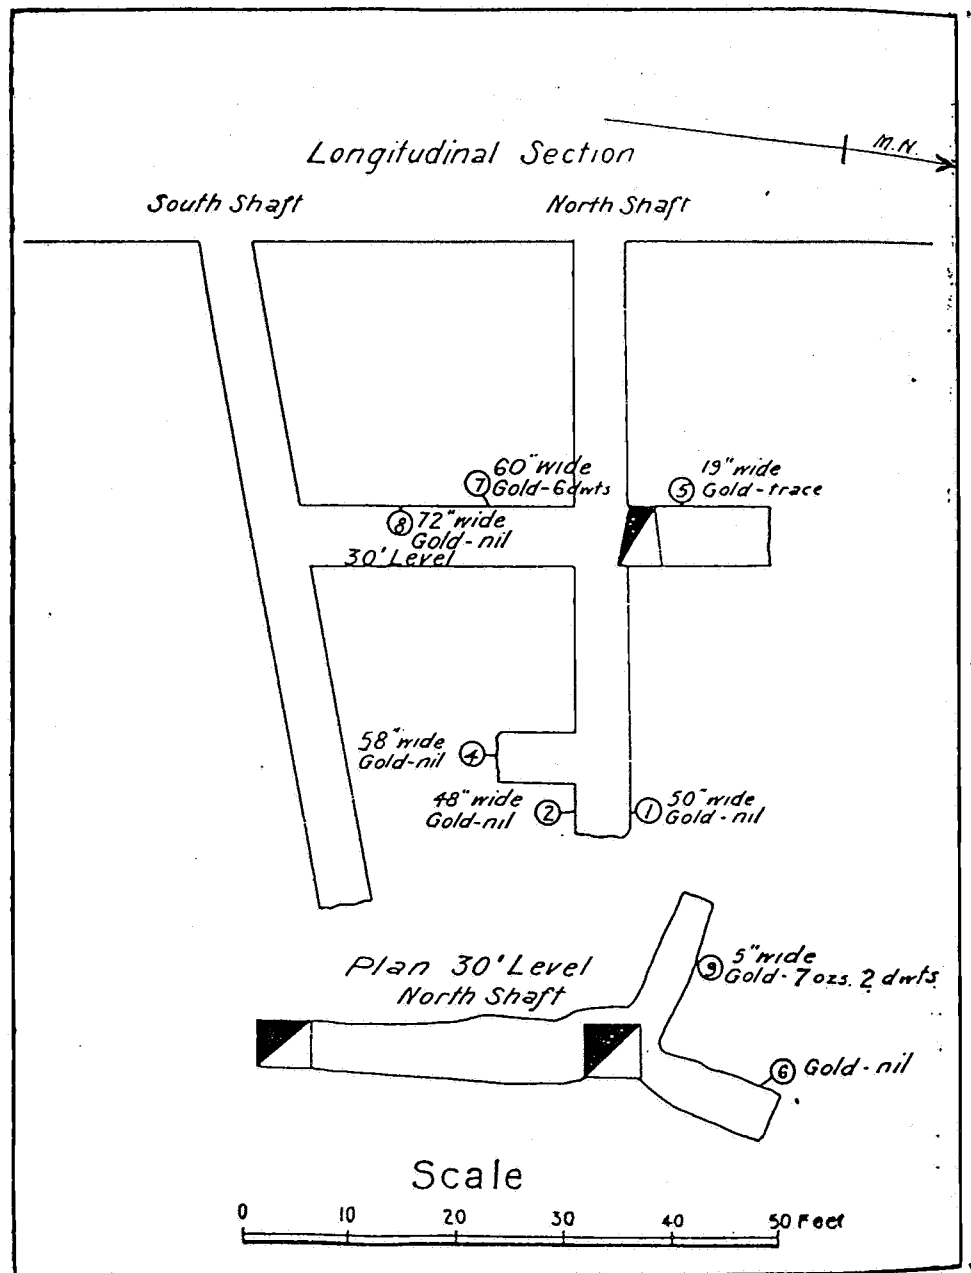 M.N.
Longitudinal Section
South Shaft
North Shaft
60" wide
7 Gold-6dwts
19" wide
5 Gold-trace
8 72" wide
Gold-nil
30' Level
58" wide
Gold-nil 4
48" wide
Gold-nil 2
1 50" wide
Gold-nil
Plan 30' Level
North Shaft
9 5" wide
Gold-7 ozs. 2 dwts.
6 Gold-nil
Scale
0 10 20 30 40 50 Feet